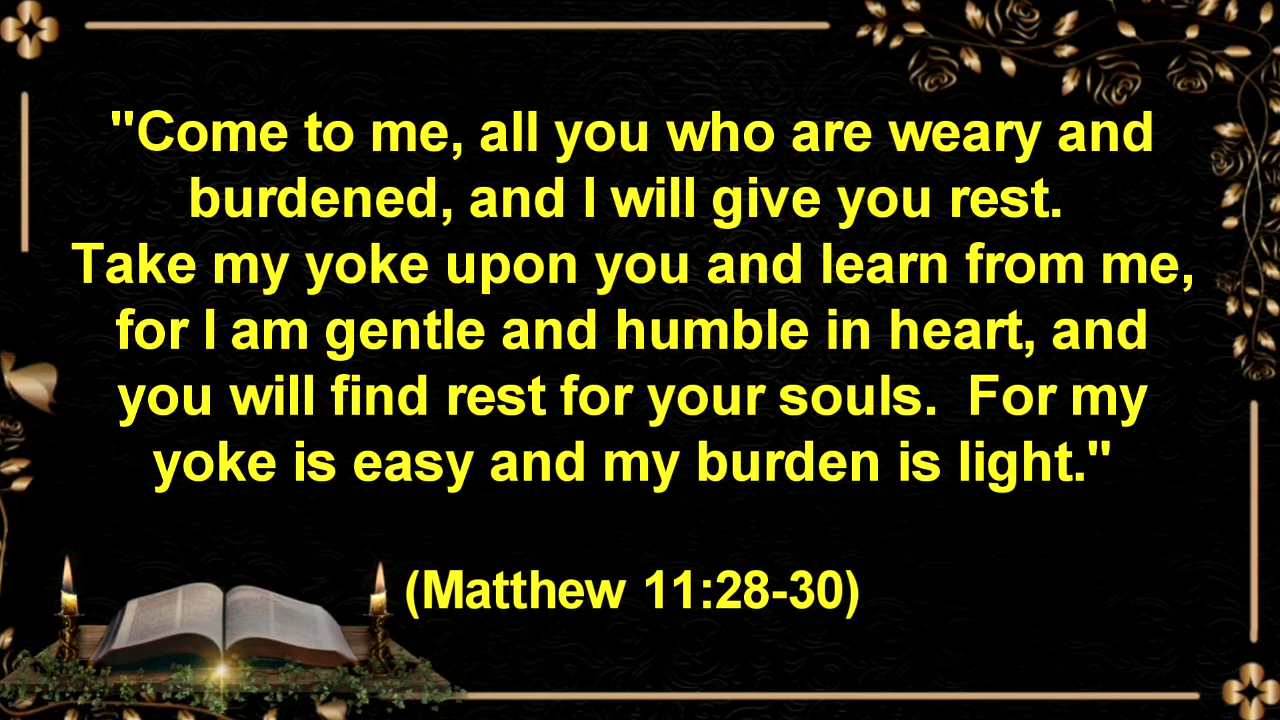 "Come to me, all you who are weary and
burdened, and I will give you rest.
Take my yoke upon you and learn from me,
for I am gentle and humble in heart, and
you will find rest for your souls.  For my
yoke is easy and my burden is light."
(Matthew 11:28-30)